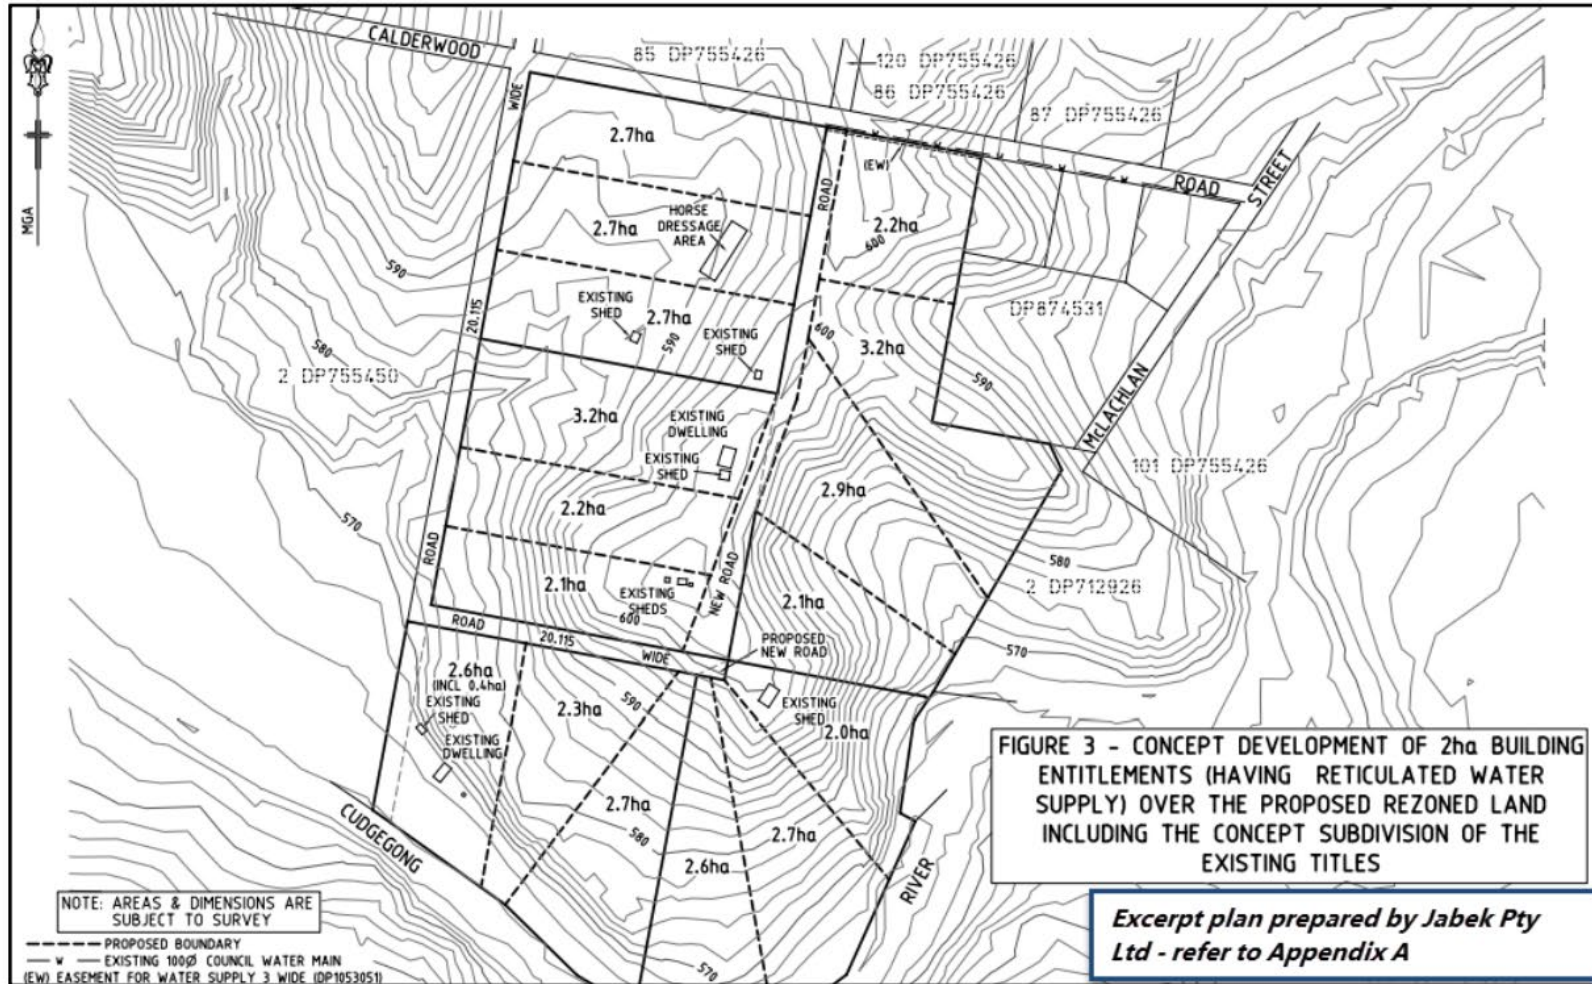 CALDERWOOD
85 DP755426
120 DP755426
86 DP755426
87 DP755426
WIDE
MGA
2.7ha
(EW)
ROAD
STREET
ROAD
HORSE
DRESSAGE
AREA
2.7ha
2.2ha
600
590
EXISTING
SHED
2.7ha
EXISTING
SHED
590
20.115
600
DP874531
3.2ha
580
2 DP755450
590
3.2ha
EXISTING
DWELLING
EXISTING
SHED
McLACHLAN
101 DP755426
2.9ha
2.2ha
570
ROAD
580
2.1ha
EXISTING
SHEDS
600
NEW ROAD
2.1ha
2 DP712926
ROAD
20.115
WIDE
PROPOSED
NEW ROAD
570
2.6ha
(INCL 0.4ha)
EXISTING
SHED
EXISTING
DWELLING
2.3ha
590
EXISTING
SHED
2.0ha
CUDGEGONG
2.7ha
580
2.7ha
2.6ha
RIVER
570
FIGURE 3 - CONCEPT DEVELOPMENT OF 2ha BUILDING
ENTITLEMENTS (HAVING RETICULATED WATER
SUPPLY) OVER THE PROPOSED REZONED LAND
INCLUDING THE CONCEPT SUBDIVISION OF THE
EXISTING TITLES
NOTE: AREAS & DIMENSIONS ARE
SUBJECT TO SURVEY
PROPOSED BOUNDARY
W EXISTING 100Ø COUNCIL WATER MAIN
(EW) EASEMENT FOR WATER SUPPLY 3 WIDE (DP1053051)
Excerpt plan prepared by Jabek Pty
Ltd - refer to Appendix A